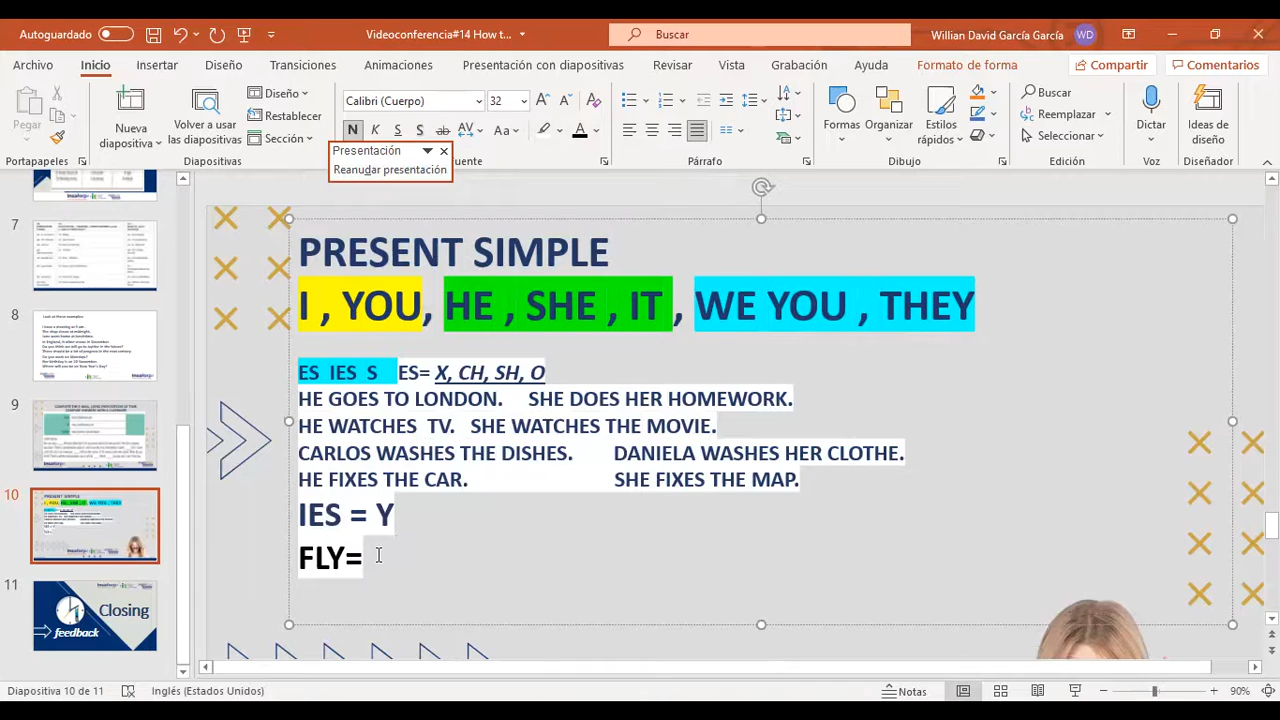 Autoguardado
Videoconferencia#14 How t...
Buscar
Willian David García García
WD
Archivo
Inicio
Insertar
Diseño
Transiciones
Animaciones
Presentación con diapositivas
Revisar
Vista
Grabación
Ayuda
Formato de forma
Compartir
Comentarios
Pegar
Nueva diapositiva
Volver a usar las diapositivas
Diseño
Restablecer
Sección
Calibri (Cuerpo)
32
N K S S ab AV Aa A
Formas
Organizar
Estilos rápidos
Buscar
Reemplazar
Seleccionar
Dictar
Ideas de diseño
Portapapeles
Diapositivas
uente
Párrafo
Dibujo
Edición
Voz
Diseñador
Presentación
Reanudar presentación
7
8
9
10
11
Closing
feedback
PRESENT SIMPLE
I , YOU, HE , SHE , IT , WE YOU , THEY
ES IES S ES= X, CH, SH, O
HE GOES TO LONDON. SHE DOES HER HOMEWORK.
HE WATCHES TV. SHE WATCHES THE MOVIE.
CARLOS WASHES THE DISHES. DANIELA WASHES HER CLOTHE.
HE FIXES THE CAR. SHE FIXES THE MAP.
IES = Y
FLY=
Diapositiva 10 de 11
Inglés (Estados Unidos)
Notas
90%